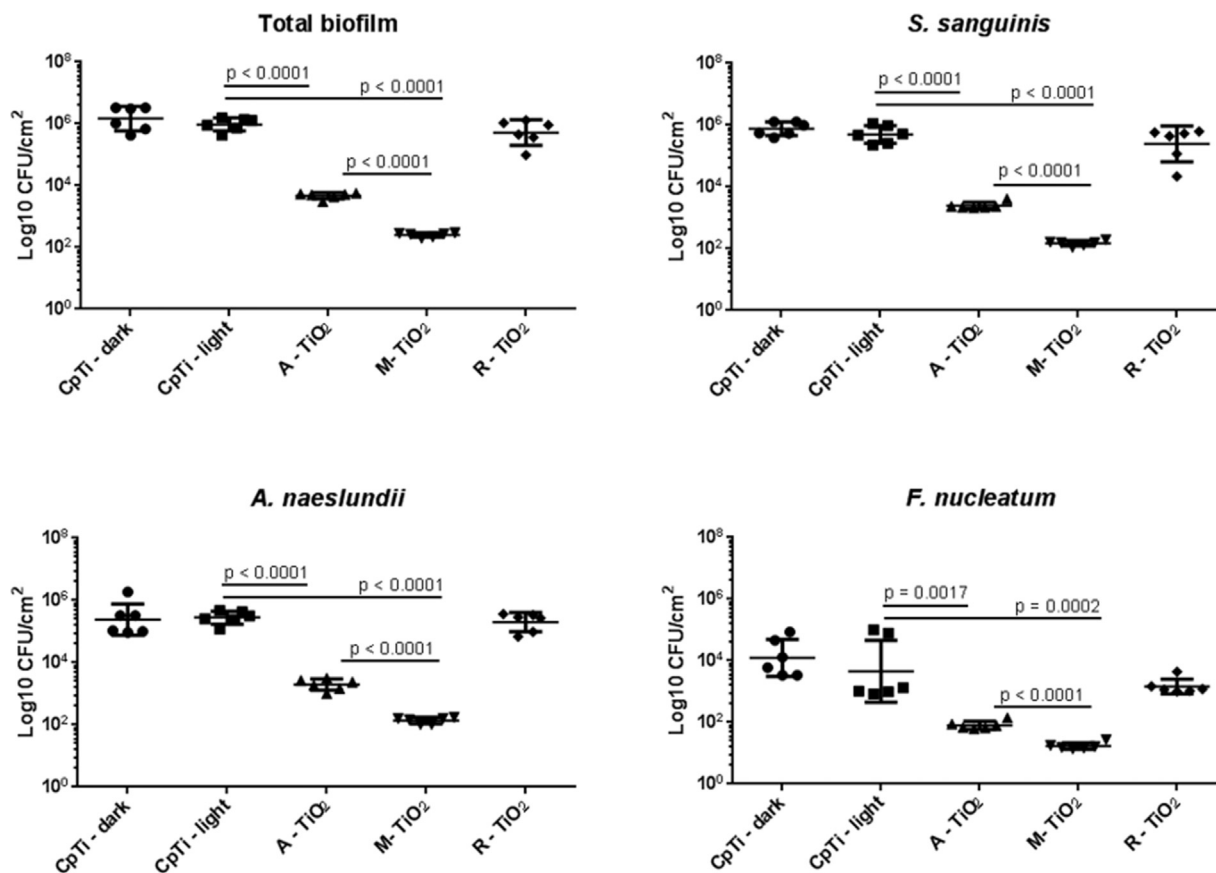 Total biofilm
Log10 CFU/cm²
10⁸
10⁶
10⁴
10²
10⁰
p < 0.0001
p < 0.0001
p < 0.0001
CpTi - dark
CpTi - light
A - TiO₂
M- TiO₂
R - TiO₂
S. sanguinis
Log10 CFU/cm²
10⁸
10⁶
10⁴
10²
10⁰
p < 0.0001
p < 0.0001
p < 0.0001
CpTi - dark
CpTi - light
A - TiO₂
M- TiO₂
R - TiO₂
A. naeslundii
Log10 CFU/cm²
10⁸
10⁶
10⁴
10²
10⁰
p < 0.0001
p < 0.0001
p < 0.0001
CpTi - dark
CpTi - light
A - TiO₂
M- TiO₂
R - TiO₂
F. nucleatum
Log10 CFU/cm²
10⁸
10⁶
10⁴
10²
10⁰
p = 0.0017
p = 0.0002
p < 0.0001
CpTi - dark
CpTi - light
A - TiO₂
M- TiO₂
R - TiO₂